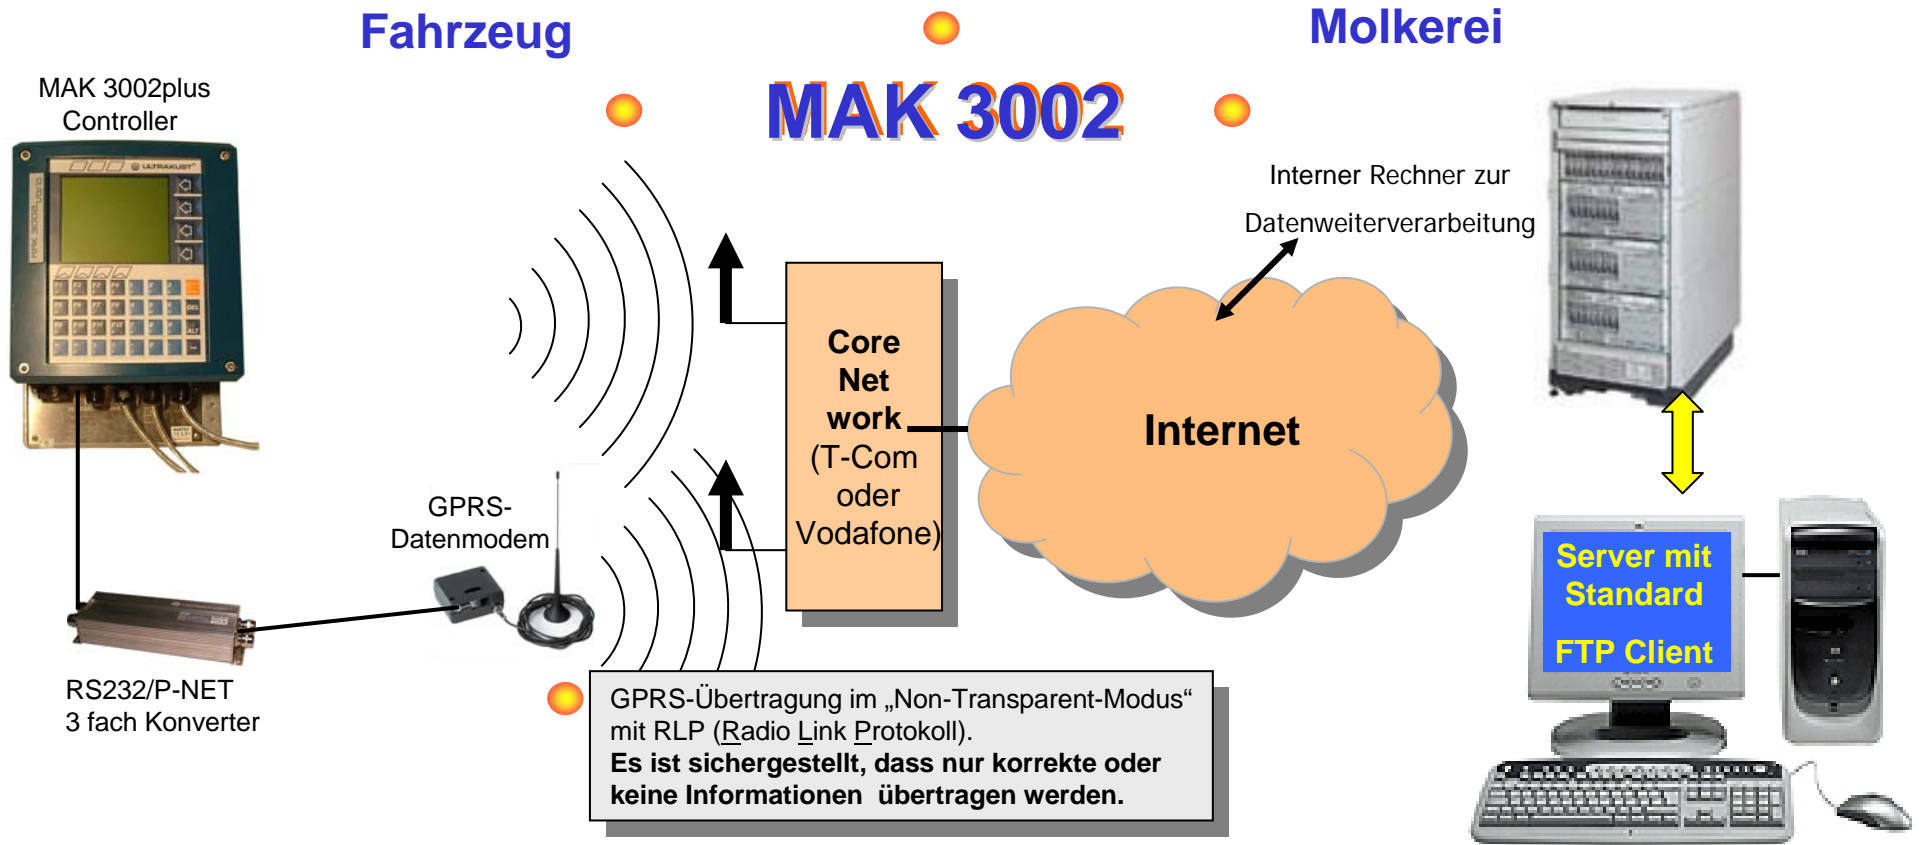 Fahrzeug
Molkerei
MAK 3002
MAK 3002plus
Controller
ULTRAKUST
Interner Rechner zur
Datenweiterverarbeitung
Core
Net
work
(T-Com
oder
Vodafone)
Internet
GPRS-
Datenmodem
Server mit
Standard
FTP Client
RS232/P-NET
3 fach Konverter
GPRS-Übertragung im „Non-Transparent-Modus“
mit RLP (Radio Link Protokoll).
Es ist sichergestellt, dass nur korrekte oder
keine Informationen übertragen werden.